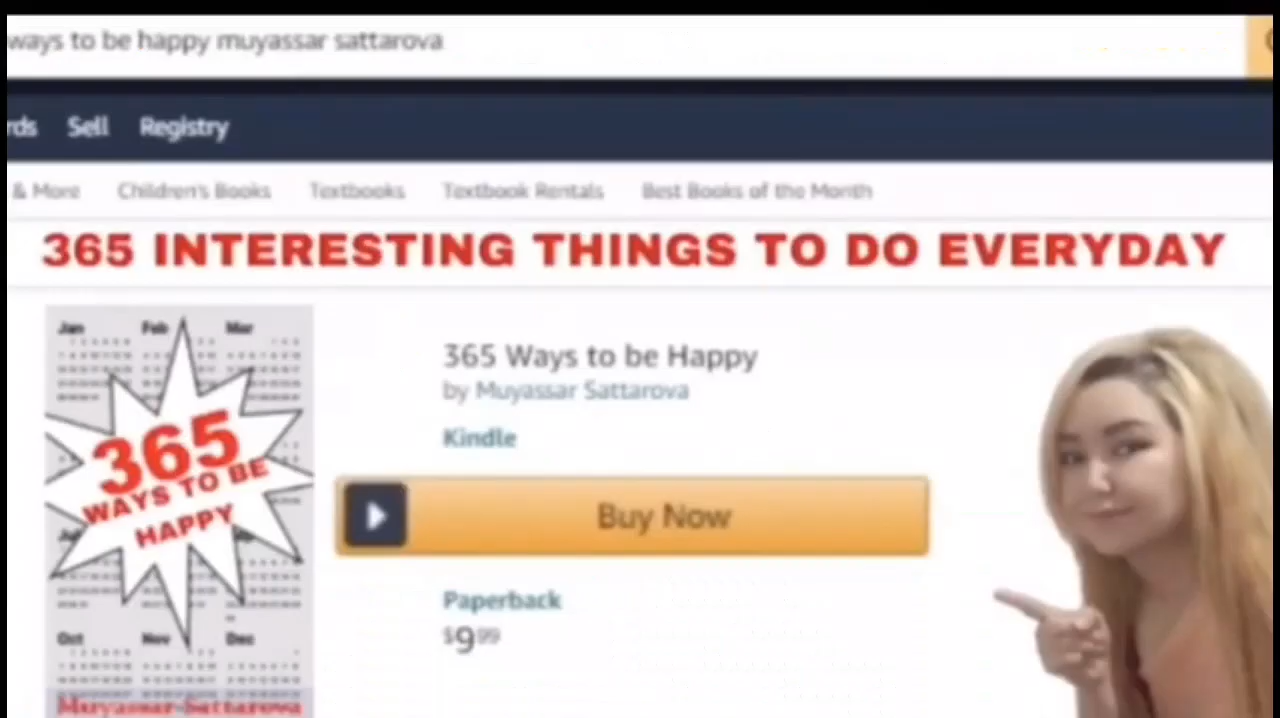 ways to be happy muyassar sattarova
rds Sell Registry
& More Children's Books Textbooks Textbook Rentals Best Books of the Month
365 INTERESTING THINGS TO DO EVERYDAY
Jan Feb Mar
365
WAYS TO BE
HAPPY
Oct Nov Dec
Muyassar Sattarova
365 Ways to be Happy
by Muyassar Sattarova
Kindle
Buy Now
Paperback
$9.99